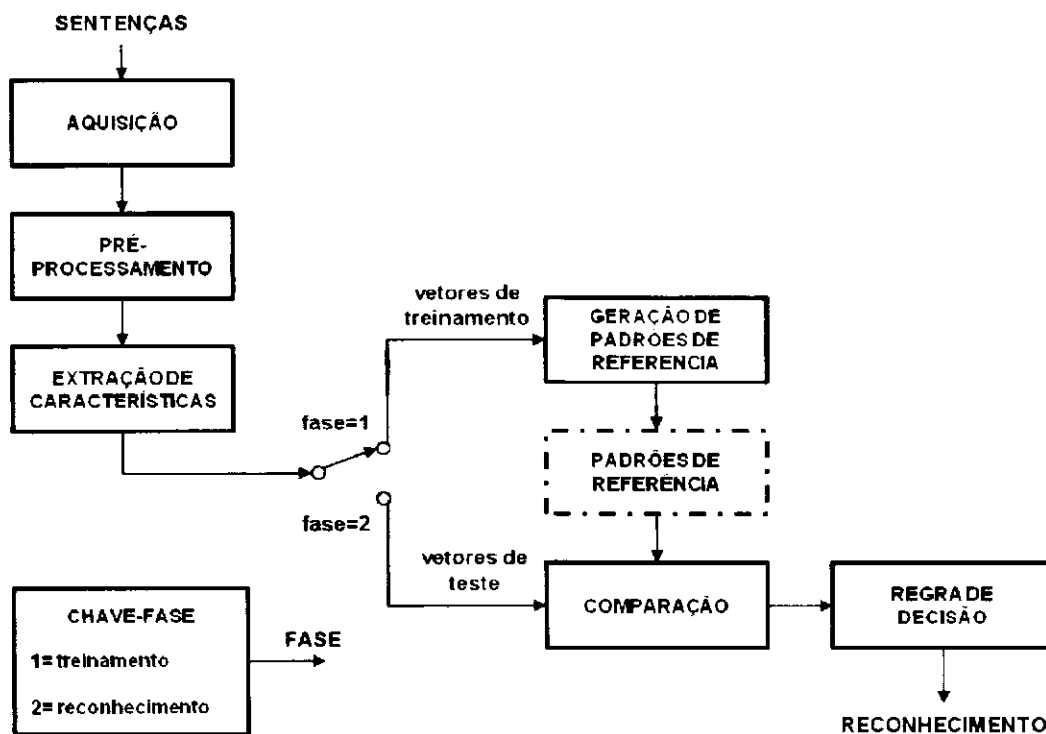 SENTENÇAS
AQUISIÇÃO
PRÉ-
PROCESSAMENTO
EXTRAÇÃO DE
CARACTERÍSTICAS
fase=1
fase=2
vetores de
treinamento
GERAÇÃO DE
PADRÕES DE
REFERENCIA
PADRÕES DE
REFERÊNCIA
vetores de
teste
COMPARAÇÃO
REGRA DE
DECISÃO
RECONHECIMENTO
CHAVE-FASE
1= treinamento
2= reconhecimento
FASE